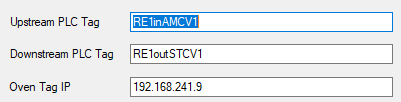 Upstream PLC Tag RE1inAMCV1
Downstream PLC Tag RE1outSTCV1
Oven Tag IP 192.168.241.9